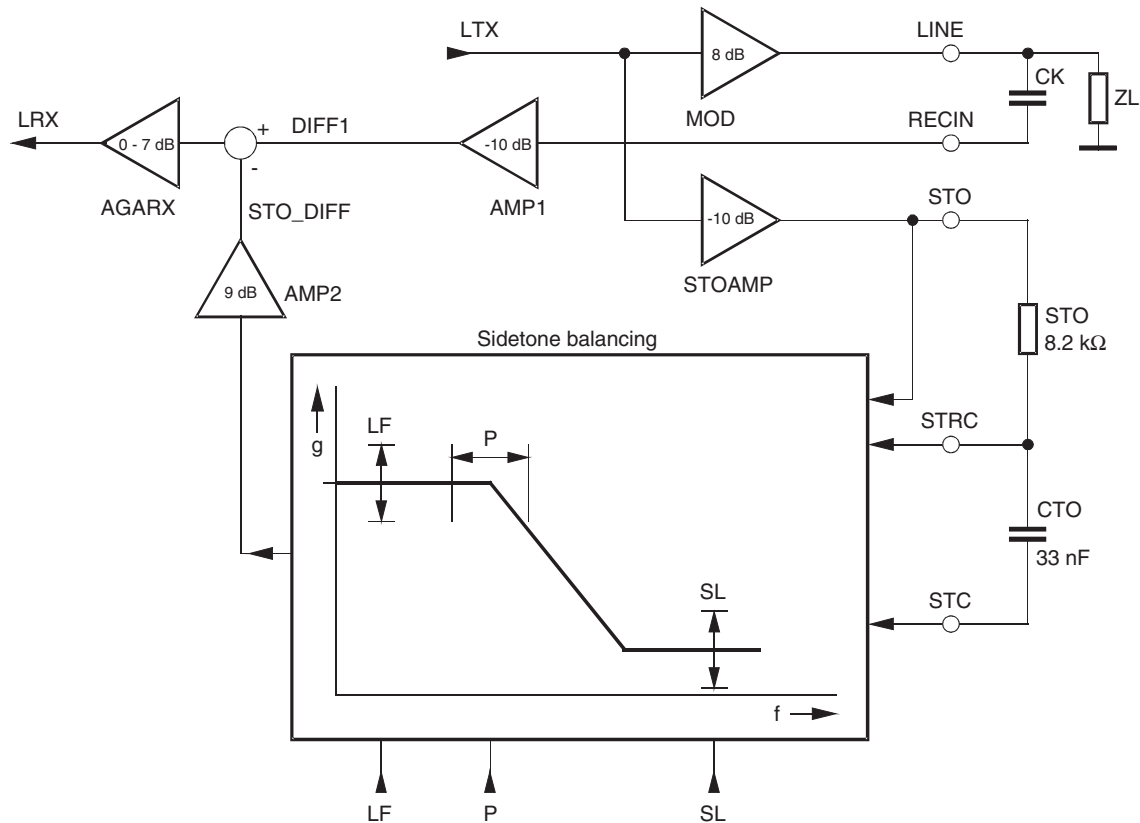 LTX
LINE
8 dB
CK
ZL
MOD
RECIN
LRX
DIFF1
+
-
0 - 7 dB
-10 dB
AGARX
AMP1
STO_DIFF
STO
-10 dB
STOAMP
9 dB
AMP2
STO
8.2 kΩ
Sidetone balancing
g
LF
P
STRC
CTO
33 nF
SL
STC
f
LF
P
SL